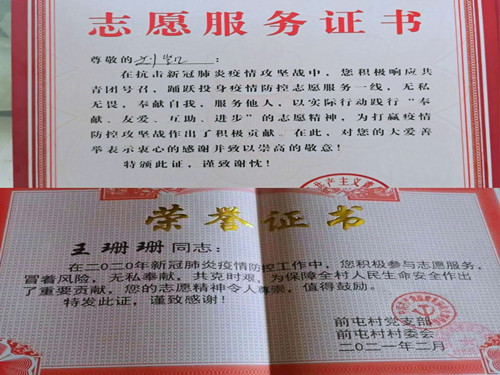 志愿服务证书
尊敬的
在抗击新冠肺炎疫情攻坚战中，您积极响应共
青团号召，踊跃投身疫情防控志愿服务一线，无私
无畏，奉献自我，服务他人，以实际行动践行“奉
献、友爱、互助、进步”的志愿精神，为打赢疫情
防控攻坚战作出了积极贡献。在此，对您的大爱善
举表示衷心的感谢并致以崇高的敬意！
特颁此证，谨致谢忱！
荣誉证书
王珊珊同志：
在二〇二〇年新冠肺炎疫情防控工作中，您积极参与志愿服务，
冒着风险，无私奉献，共克时艰，为保障全村人民生命安全作出
了重要贡献，您的志愿精神令人尊崇，值得鼓励。
特发此证，谨致感谢！
前屯村党支部
前屯村村委会
二〇二一年二月